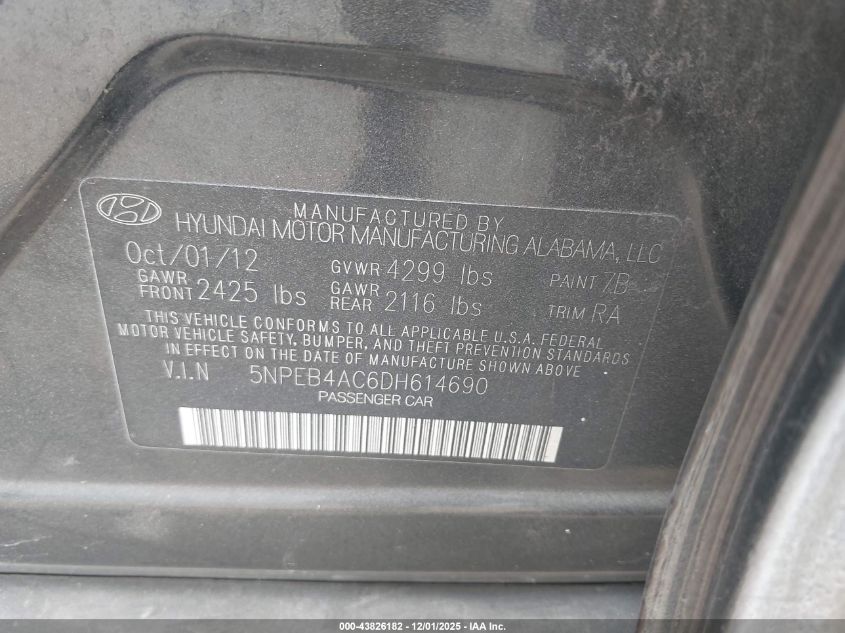 MANUFACTURED BY
HYUNDAI MOTOR MANUFACTURING ALABAMA, LLC
Oct/01/12 GVWR 4299 lbs PAINT 7B
GAWR FRONT 2425 lbs GAWR REAR 2116 lbs TRIM RA
THIS VEHICLE CONFORMS TO ALL APPLICABLE U.S.A. FEDERAL
MOTOR VEHICLE SAFETY, BUMPER, AND THEFT PREVENTION STANDARDS
IN EFFECT ON THE DATE OF MANUFACTURE SHOWN ABOVE.
V.I.N 5NPEB4AC6DH614690
PASSENGER CAR
000-43826182 - 12/01/2025 - IAA Inc.